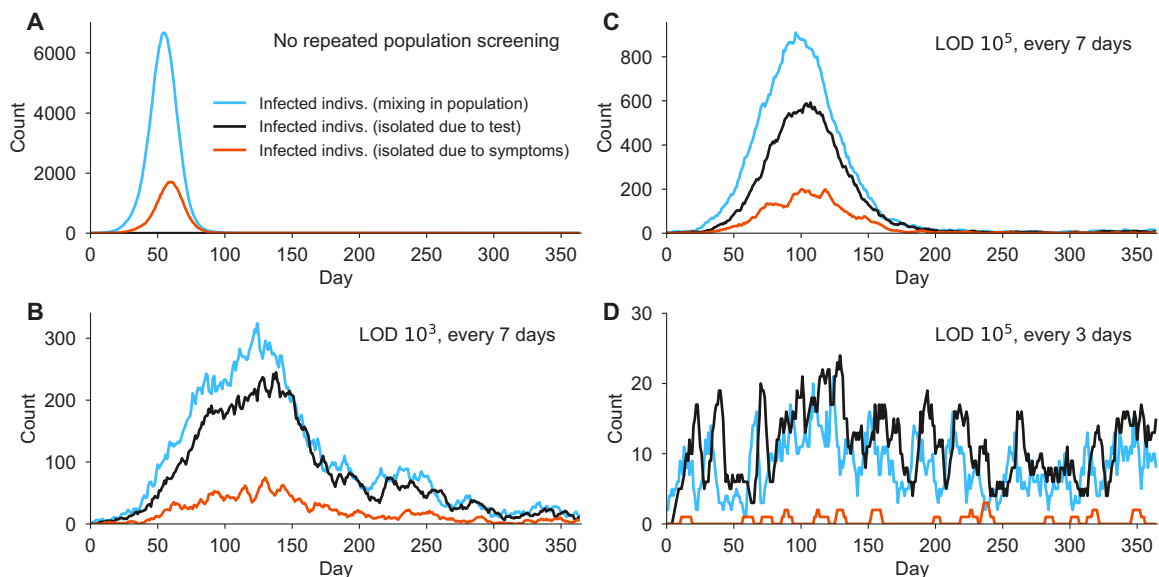 A
No repeated population screening
6000
4000
2000
0
Count
Infected indivs. (mixing in population)
Infected indivs. (isolated due to test)
Infected indivs. (isolated due to symptoms)
0 50 100 150 200 250 300 350
Day
C
LOD 10⁵, every 7 days
800
600
400
200
0
Count
0 50 100 150 200 250 300 350
Day
B
LOD 10³, every 7 days
300
200
100
0
Count
0 50 100 150 200 250 300 350
Day
D
LOD 10⁵, every 3 days
30
20
10
0
Count
0 50 100 150 200 250 300 350
Day